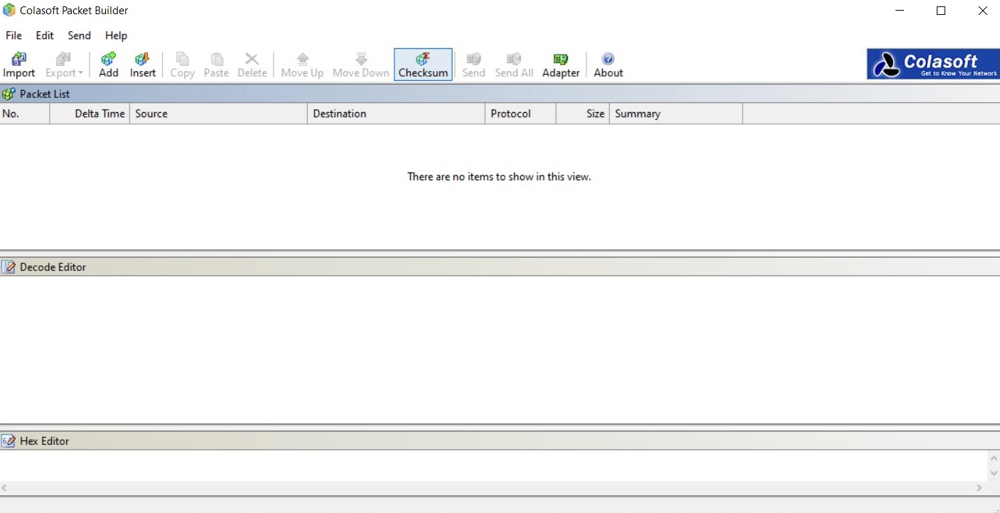 Colasoft Packet Builder
File Edit Send Help
Import Export Add Insert Copy Paste Delete Move Up Move Down Checksum Send Send All Adapter About
Colasoft
Get to Know Your Network
Packet List
No. Delta Time Source Destination Protocol Size Summary
There are no items to show in this view.
Decode Editor
Hex Editor